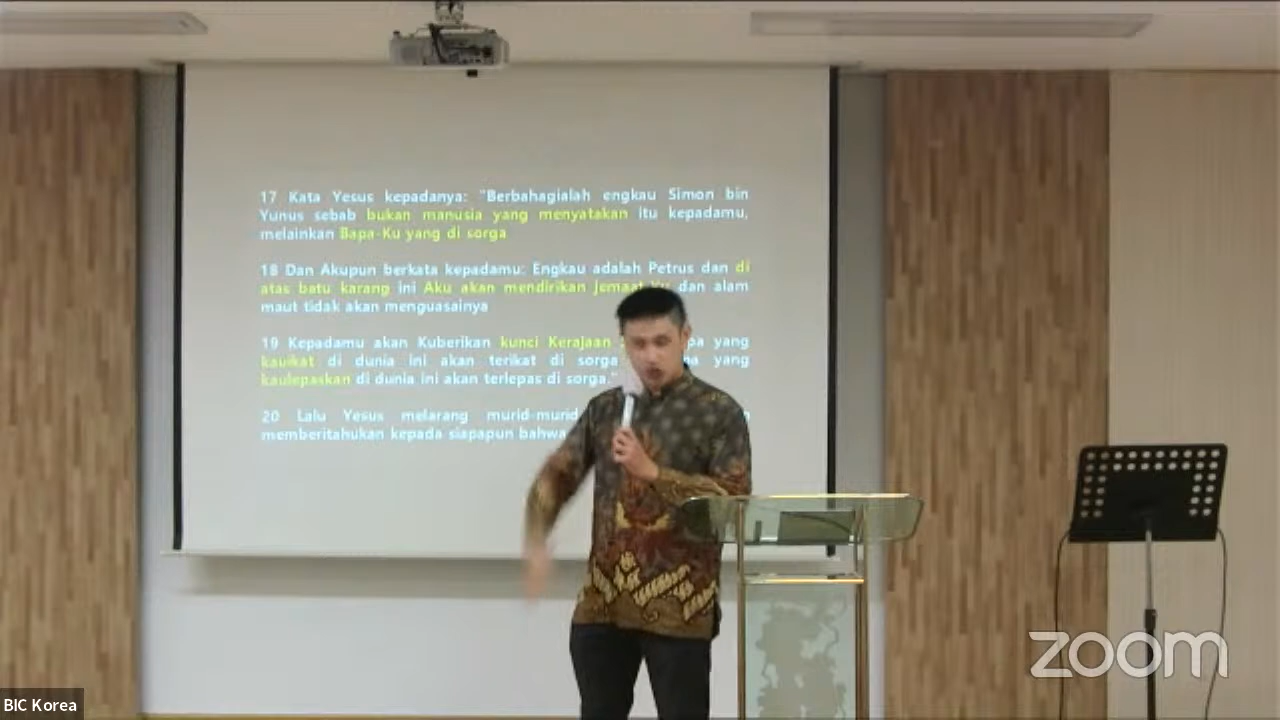 17 Kata Yesus kepadanya: "Berbahagialah engkau Simon bin
Yunus sebab bukan manusia yang menyatakan itu kepadamu,
melainkan Bapa-Ku yang di sorga
18 Dan Akupun berkata kepadamu: Engkau adalah Petrus dan di
atas batu karang ini Aku akan mendirikan jemaat-Ku dan alam
maut tidak akan menguasainya
19 Kepadamu akan Kuberikan kunci Kerajaan yang
kauikat di dunia ini akan terikat di sorga yang
kaulepaskan di dunia ini akan terlepas di sorga."
20 Lalu Yesus melarang murid-murid
memberitahukan kepada siapapun bahwa
zoom
BIC Korea